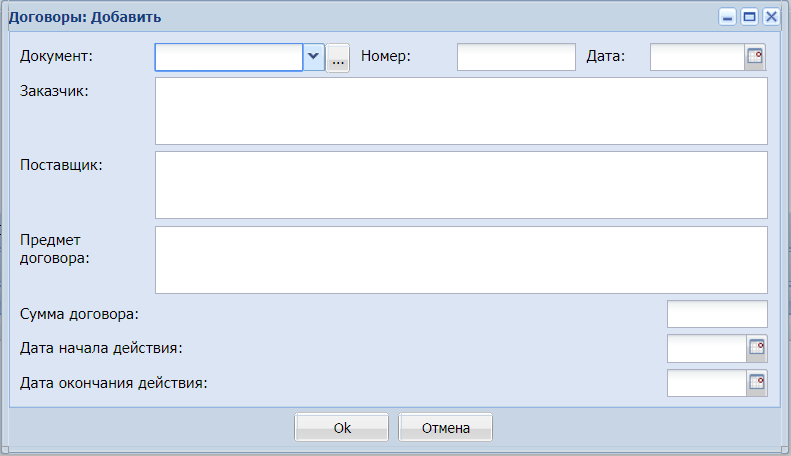 Договоры: Добавить
Документ: ... Номер: Дата:
Заказчик:
Поставщик:
Предмет
договора:
Сумма договора:
Дата начала действия:
Дата окончания действия:
Ok Отмена